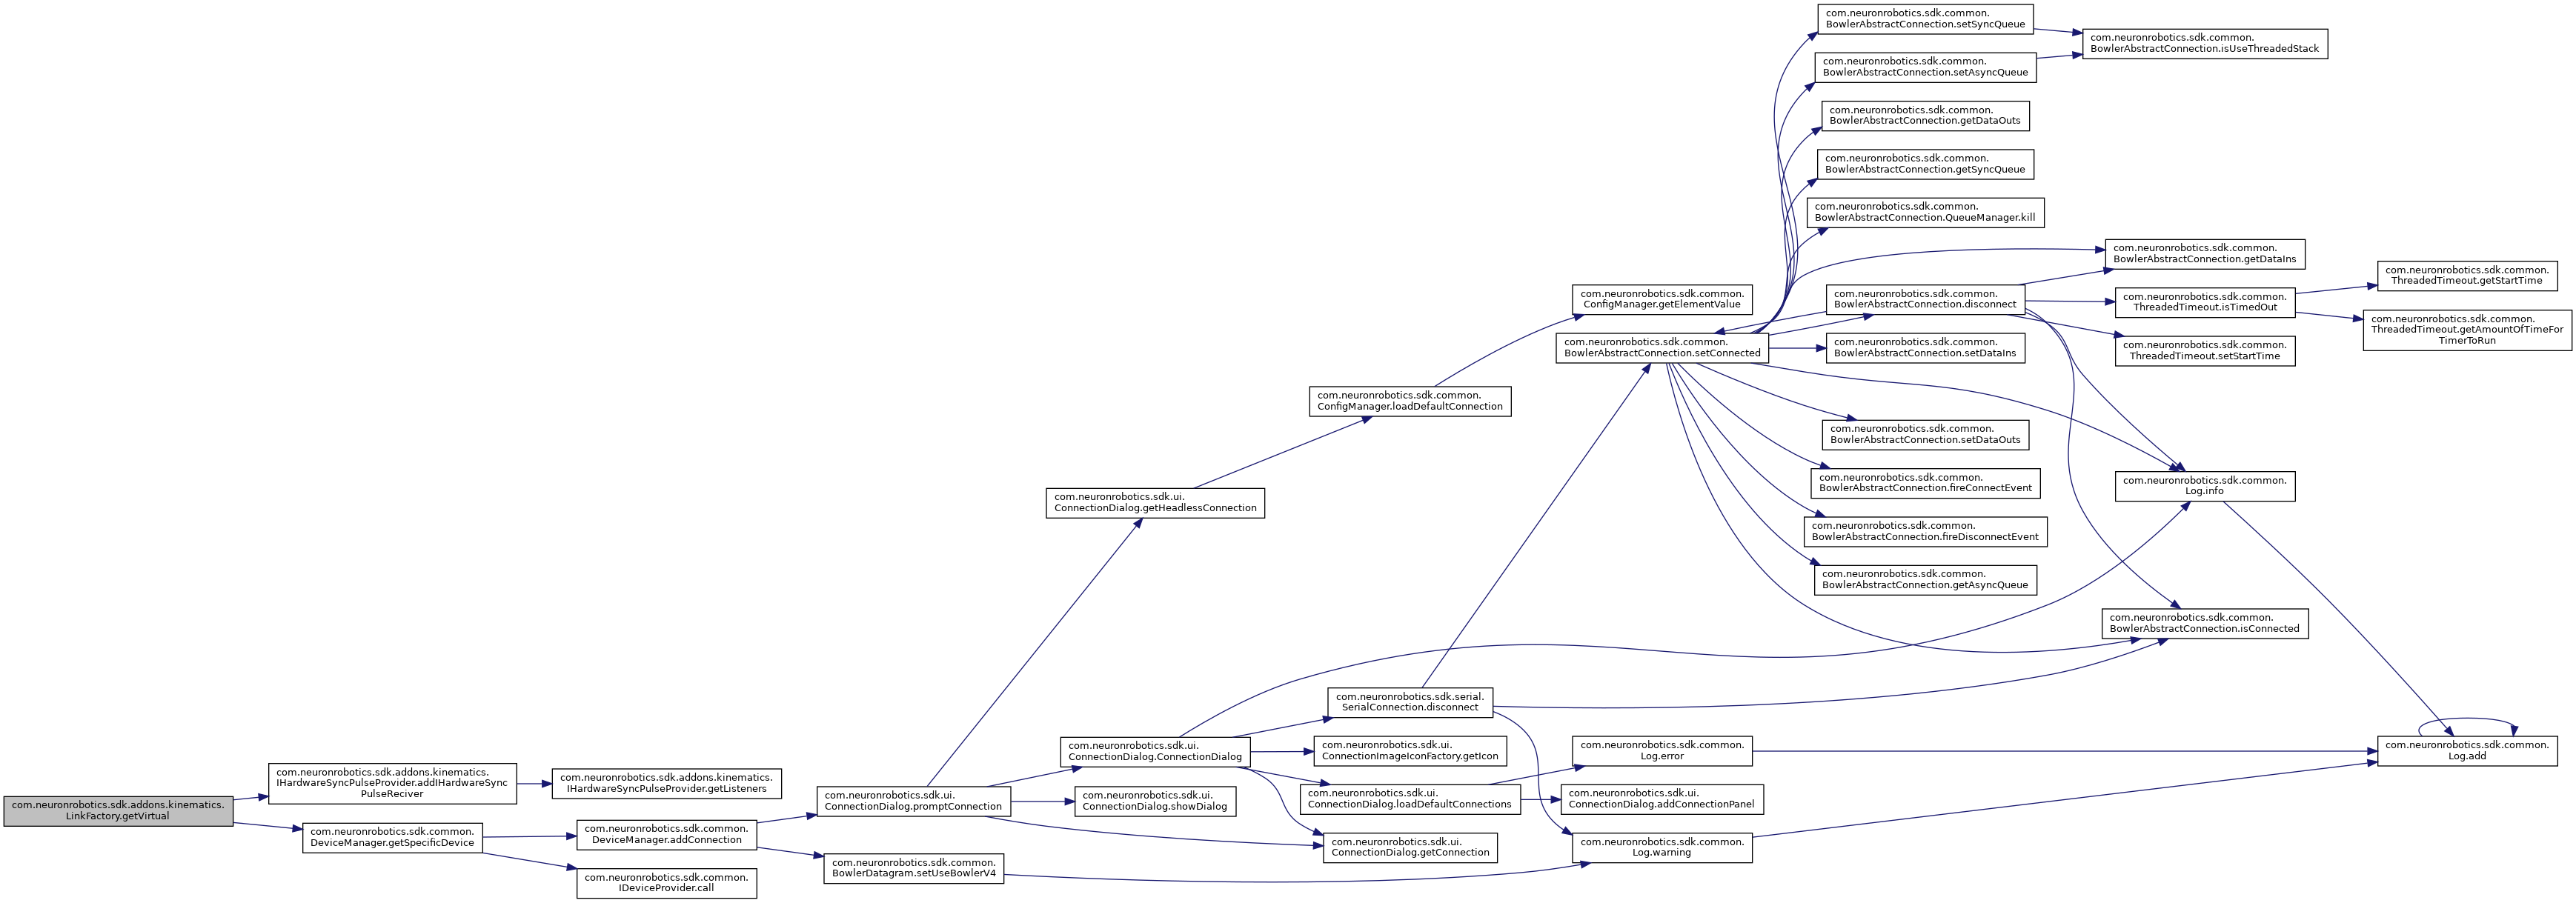 com.neuronrobotics.sdk.addons.kinematics.
LinkFactory.getVirtual
com.neuronrobotics.sdk.addons.kinematics.
IHardwareSyncPulseProvider.addIHardwareSync
PulseReciver
com.neuronrobotics.sdk.addons.kinematics.
IHardwareSyncPulseProvider.getListeners
com.neuronrobotics.sdk.common.
DeviceManager.getSpecificDevice
com.neuronrobotics.sdk.common.
DeviceManager.addConnection
com.neuronrobotics.sdk.common.
IDeviceProvider.call
com.neuronrobotics.sdk.ui.
ConnectionDialog.promptConnection
com.neuronrobotics.sdk.common.
BowlerDatagram.setUseBowlerV4
com.neuronrobotics.sdk.ui.
ConnectionDialog.getHeadlessConnection
com.neuronrobotics.sdk.ui.
ConnectionDialog.ConnectionDialog
com.neuronrobotics.sdk.ui.
ConnectionDialog.showDialog
com.neuronrobotics.sdk.common.
ConfigManager.loadDefaultConnection
com.neuronrobotics.sdk.serial.
SerialConnection.disconnect
com.neuronrobotics.sdk.ui.
ConnectionImageIconFactory.getIcon
com.neuronrobotics.sdk.ui.
ConnectionDialog.loadDefaultConnections
com.neuronrobotics.sdk.ui.
ConnectionDialog.getConnection
com.neuronrobotics.sdk.common.
ConfigManager.getElementValue
com.neuronrobotics.sdk.common.
BowlerAbstractConnection.setConnected
com.neuronrobotics.sdk.common.
Log.error
com.neuronrobotics.sdk.ui.
ConnectionDialog.addConnectionPanel
com.neuronrobotics.sdk.common.
Log.warning
com.neuronrobotics.sdk.common.
BowlerAbstractConnection.setSyncQueue
com.neuronrobotics.sdk.common.
BowlerAbstractConnection.setAsyncQueue
com.neuronrobotics.sdk.common.
BowlerAbstractConnection.getDataOuts
com.neuronrobotics.sdk.common.
BowlerAbstractConnection.getSyncQueue
com.neuronrobotics.sdk.common.
BowlerAbstractConnection.QueueManager.kill
com.neuronrobotics.sdk.common.
BowlerAbstractConnection.disconnect
com.neuronrobotics.sdk.common.
BowlerAbstractConnection.setDataIns
com.neuronrobotics.sdk.common.
BowlerAbstractConnection.setDataOuts
com.neuronrobotics.sdk.common.
BowlerAbstractConnection.fireConnectEvent
com.neuronrobotics.sdk.common.
BowlerAbstractConnection.fireDisconnectEvent
com.neuronrobotics.sdk.common.
BowlerAbstractConnection.getAsyncQueue
com.neuronrobotics.sdk.common.
BowlerAbstractConnection.isUseThreadedStack
com.neuronrobotics.sdk.common.
BowlerAbstractConnection.getDataIns
com.neuronrobotics.sdk.common.
ThreadedTimeout.isTimedOut
com.neuronrobotics.sdk.common.
ThreadedTimeout.setStartTime
com.neuronrobotics.sdk.common.
Log.info
com.neuronrobotics.sdk.common.
BowlerAbstractConnection.isConnected
com.neuronrobotics.sdk.common.
ThreadedTimeout.getStartTime
com.neuronrobotics.sdk.common.
ThreadedTimeout.getAmountOfTimeFor
TimerToRun
com.neuronrobotics.sdk.common.
Log.add